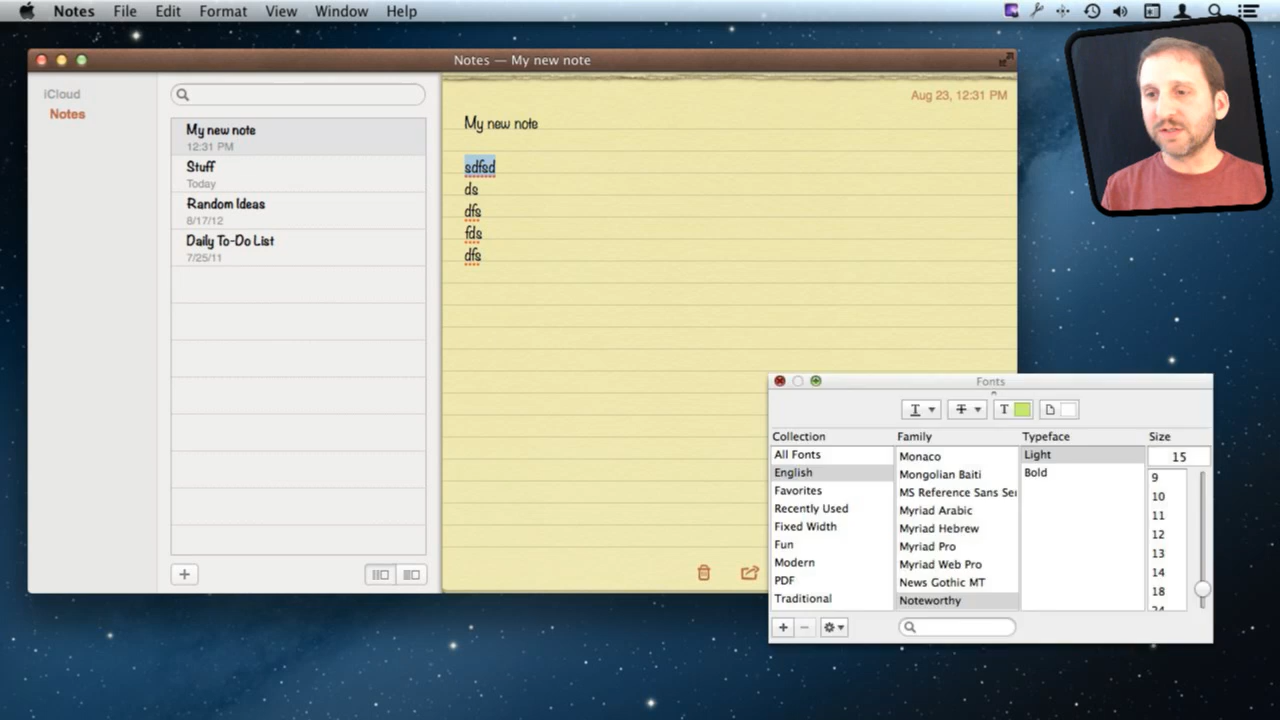 Notes File Edit Format View Window Help
Notes — My new note
iCloud
Notes
My new note
12:31 PM
Stuff
Today
Random Ideas
8/17/12
Daily To-Do List
7/25/11
Aug 23, 12:31 PM
My new note
sdfsd
ds
dfs
fds
dfs
Fonts
T T T
Collection Family Typeface Size
All Fonts Monaco Light 15
English Mongolian Baiti Bold 9
Favorites MS Reference Sans Ser 10
Recently Used Myriad Arabic 11
Fixed Width Myriad Hebrew 12
Fun Myriad Pro 13
Modern Myriad Web Pro 14
PDF News Gothic MT 18
Traditional Noteworthy